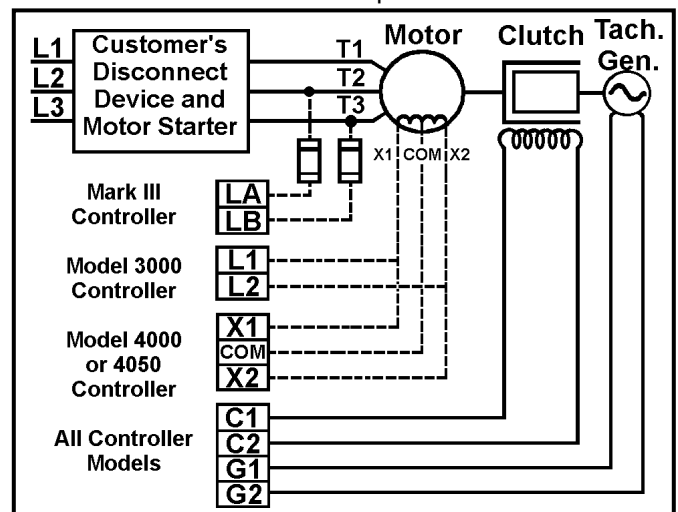 L1
L2
L3
Customer's
Disconnect
Device and
Motor Starter
T1
T2
T3
Motor
Clutch
Tach.
Gen.
X1 COM X2
Mark III
Controller
LA
LB
Model 3000
Controller
L1
L2
Model 4000
or 4050
Controller
X1
COM
X2
All Controller
Models
C1
C2
G1
G2